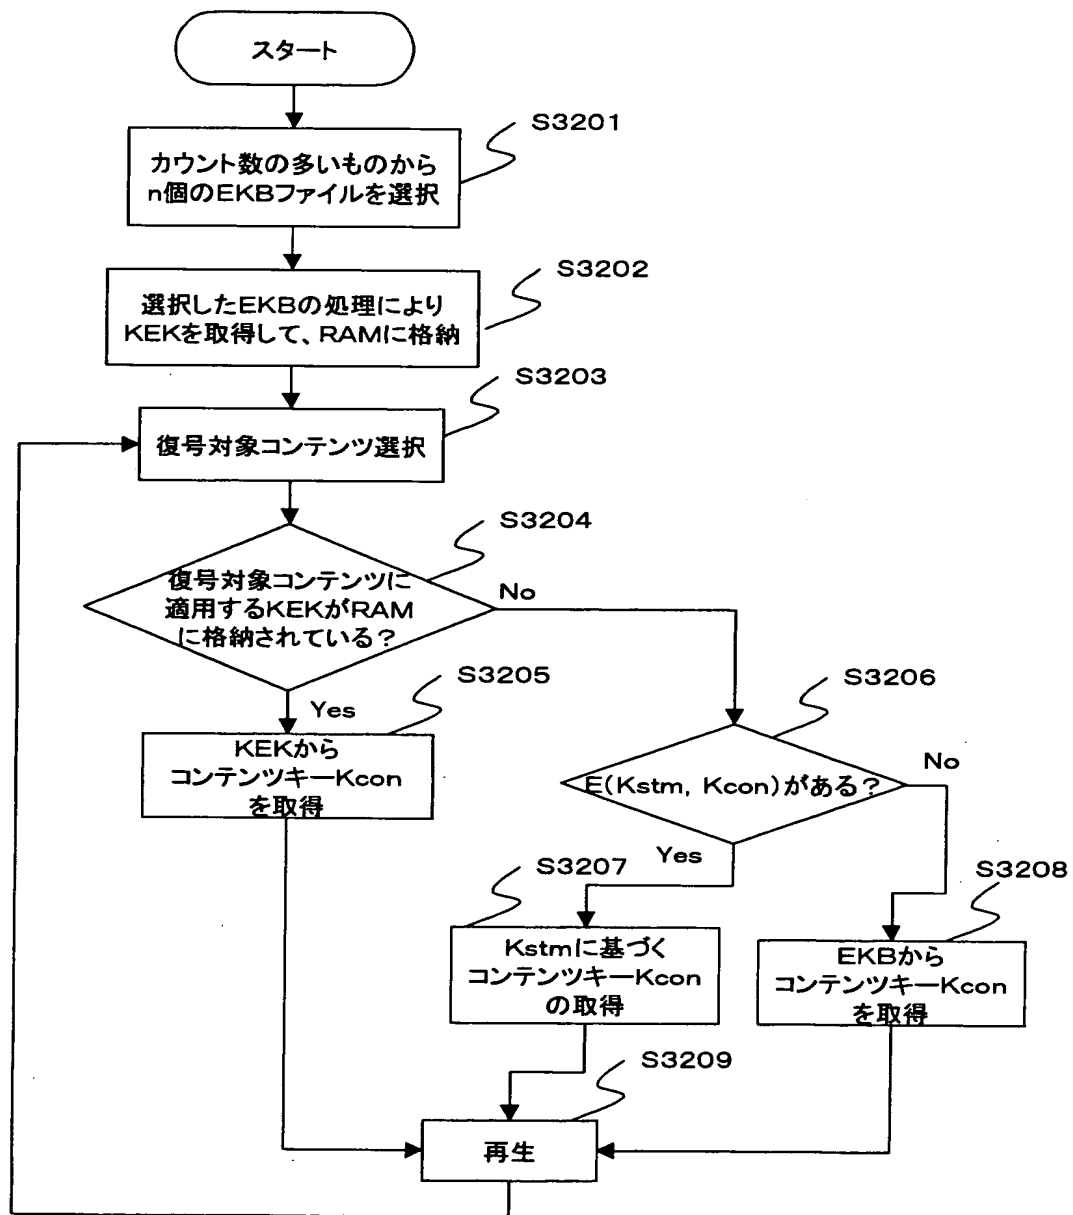 スタート
S3201
カウント数の多いものから
n個のEKBファイルを選択
S3202
選択したEKBの処理により
KEKを取得して、RAMに格納
S3203
復号対象コンテンツ選択
S3204
復号対象コンテンツに
適用するKEKがRAM
に格納されている?
No
S3205
Yes
KEKから
コンテンツキーKcon
を取得
S3206
E(Kstm, Kcon)がある?
No
Yes
S3207
Kstmに基づく
コンテンツキーKcon
の取得
S3208
EKBから
コンテンツキーKcon
を取得
S3209
再生